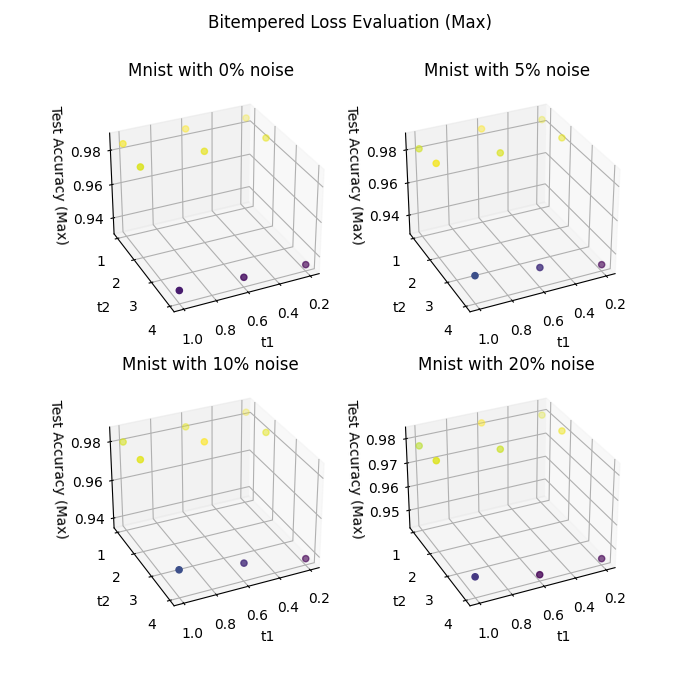 Bitempered Loss Evaluation (Max)
Mnist with 0% noise
Test Accuracy (Max)
0.98
0.96
0.94
1
2
3
4
t2
1.0
0.8
0.6
0.4
0.2
t1
Mnist with 5% noise
Test Accuracy (Max)
0.98
0.96
0.94
1
2
3
4
t2
1.0
0.8
0.6
0.4
0.2
t1
Mnist with 10% noise
Test Accuracy (Max)
0.98
0.96
0.94
1
2
3
4
t2
1.0
0.8
0.6
0.4
0.2
t1
Mnist with 20% noise
Test Accuracy (Max)
0.98
0.97
0.96
0.95
1
2
3
4
t2
1.0
0.8
0.6
0.4
0.2
t1